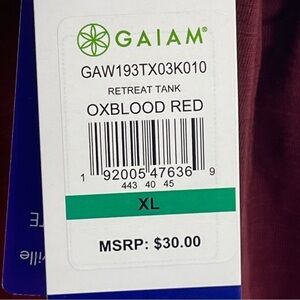 GAIAM®
GAW193TX03K010
RETREAT TANK
OXBLOOD RED
1 92005 47636 9
443 40 45
XL
MSRP: $30.00